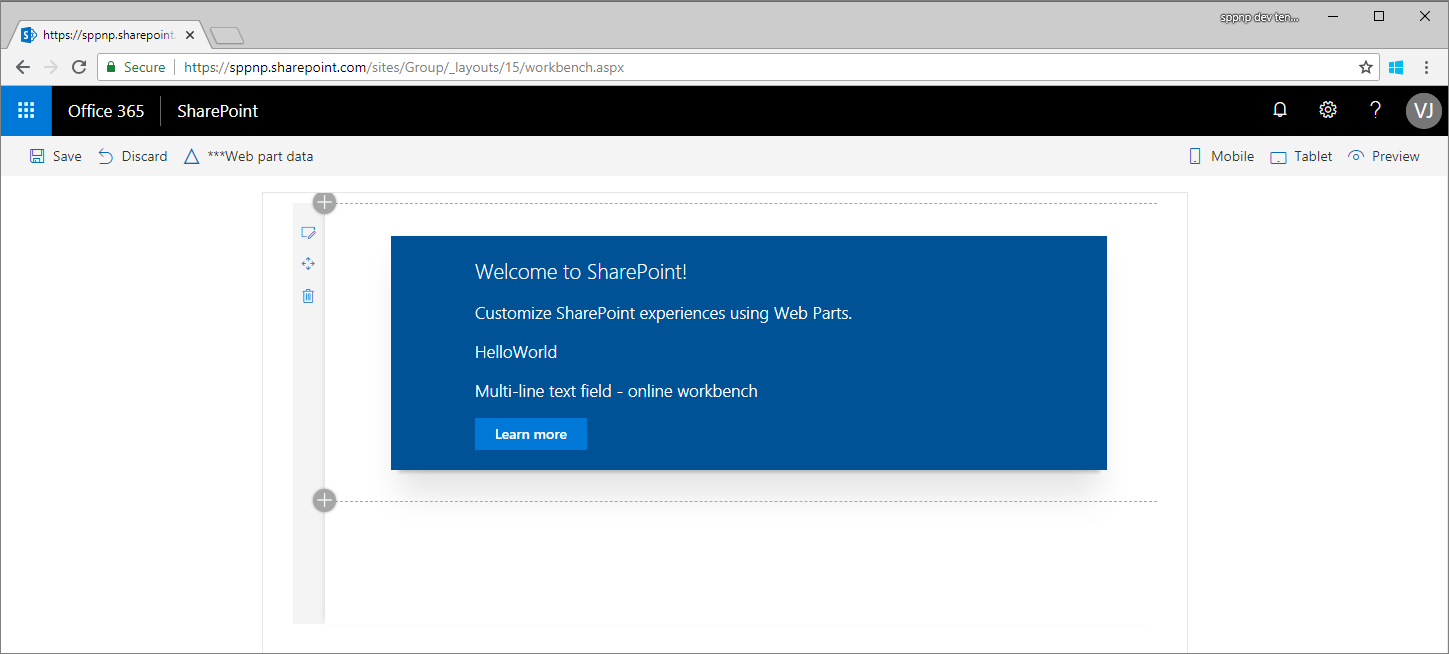 sppnp dev ten...
https://sppnp.sharepoint.
Secure https://sppnp.sharepoint.com/sites/Group/_layouts/15/workbench.aspx
Office 365 SharePoint ? VJ
Save Discard ***Web part data Mobile Tablet Preview
Welcome to SharePoint!
Customize SharePoint experiences using Web Parts.
HelloWorld
Multi-line text field - online workbench
Learn more